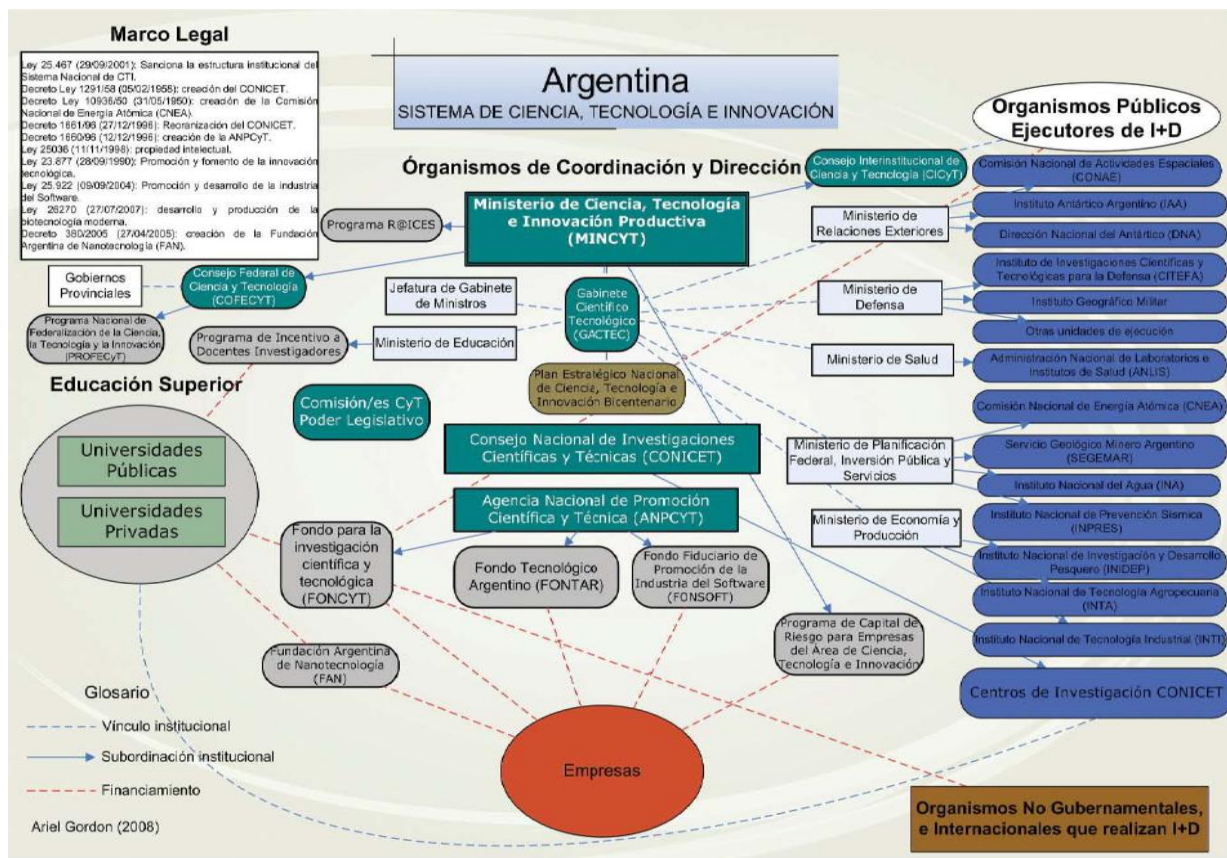 Marco Legal
Ley 25.467 (29/09/2001): Sanciona la estructura institucional del
Sistema Nacional de CTI.
Decreto Ley 1291/58 (05/02/1958): creación del CONICET.
Decreto Ley 10936/50 (31/05/1950): creación de la Comisión
Nacional de Energía Atómica (CNEA).
Decreto 1661/96 (27/12/1996): Reoranización del CONICET.
Decreto 1660/96 (12/12/1996): creación de la ANPCyT.
Ley 25036 (11/11/1998): propiedad intelectual.
Ley 23.877 (28/09/1990): Promoción y fomento de la innovación
tecnológica.
Ley 25.922 (09/09/2004): Promoción y desarrollo de la industria
del Software.
Ley 26270 (27/07/2007): desarrollo y producción de la
biotecnología moderna.
Decreto 380/2005 (27/04/2005): creación de la Fundación
Argentina de Nanotecnología (FAN).
Argentina
SISTEMA DE CIENCIA, TECNOLOGÍA E INNOVACIÓN
Organismos Públicos
Ejecutores de I+D
Órganismos de Coordinación y Dirección
Consejo Interinstitucional de
Ciencia y Tecnología (CICyT)
Ministerio de Ciencia, Tecnología
e Innovación Productiva
(MINCYT)
Programa R@ICES
Gobiernos
Provinciales
Consejo Federal de
Ciencia y Tecnología
(COFECYT)
Programa Nacional de
Federalización de la Ciencia,
la Tecnología y la Innovación
(PROFECyT)
Programa de Incentivo a
Docentes Investigadores
Jefatura de Gabinete
de Ministros
Ministerio de Educación
Gabinete
Científico
Tecnológico
(GACTEC)
Plan Estratégico Nacional
de Ciencia, Tecnología e
Innovación Bicentenario
Ministerio de
Relaciones Exteriores
Ministerio de
Defensa
Ministerio de Salud
Ministerio de Planificación
Federal, Inversión Pública y
Servicios
Ministerio de Economía y
Producción
Comisión Nacional de Actividades Espaciales
(CONAE)
Instituto Antártico Argentino (IAA)
Dirección Nacional del Antártico (DNA)
Instituto de Investigaciones Científicas y
Tecnológicas para la Defensa (CITEFA)
Instituto Geográfico Militar
Otras unidades de ejecución
Administración Nacional de Laboratorios e
Institutos de Salud (ANLIS)
Comisión Nacional de Energía Atómica (CNEA)
Servicio Geológico Minero Argentino
(SEGEMAR)
Instituto Nacional del Agua (INA)
Instituto Nacional de Prevención Sísmica
(INPRES)
Instituto Nacional de Investigación y Desarrollo
Pesquero (INIDEP)
Instituto Nacional de Tecnología Agropecuaria
(INTA)
Instituto Nacional de Tecnología Industrial (INTI)
Centros de Investigación CONICET
Educación Superior
Universidades
Públicas
Universidades
Privadas
Comisión/es CyT
Poder Legislativo
Consejo Nacional de Investigaciones
Científicas y Técnicas (CONICET)
Agencia Nacional de Promoción
Científica y Técnica (ANPCYT)
Fondo para la
investigación
científica y
tecnológica
(FONCYT)
Fondo Tecnológico
Argentino (FONTAR)
Fondo Fiduciario de
Promoción de la
Industria del Software
(FONSOFT)
Programa de Capital de
Riesgo para Empresas
del Área de Ciencia,
Tecnología e Innovación
Fundación Argentina
de Nanotecnología
(FAN)
Empresas
Organismos No Gubernamentales,
e Internacionales que realizan I+D
Glosario
Vínculo institucional
Subordinación institucional
Financiamiento
Ariel Gordon (2008)